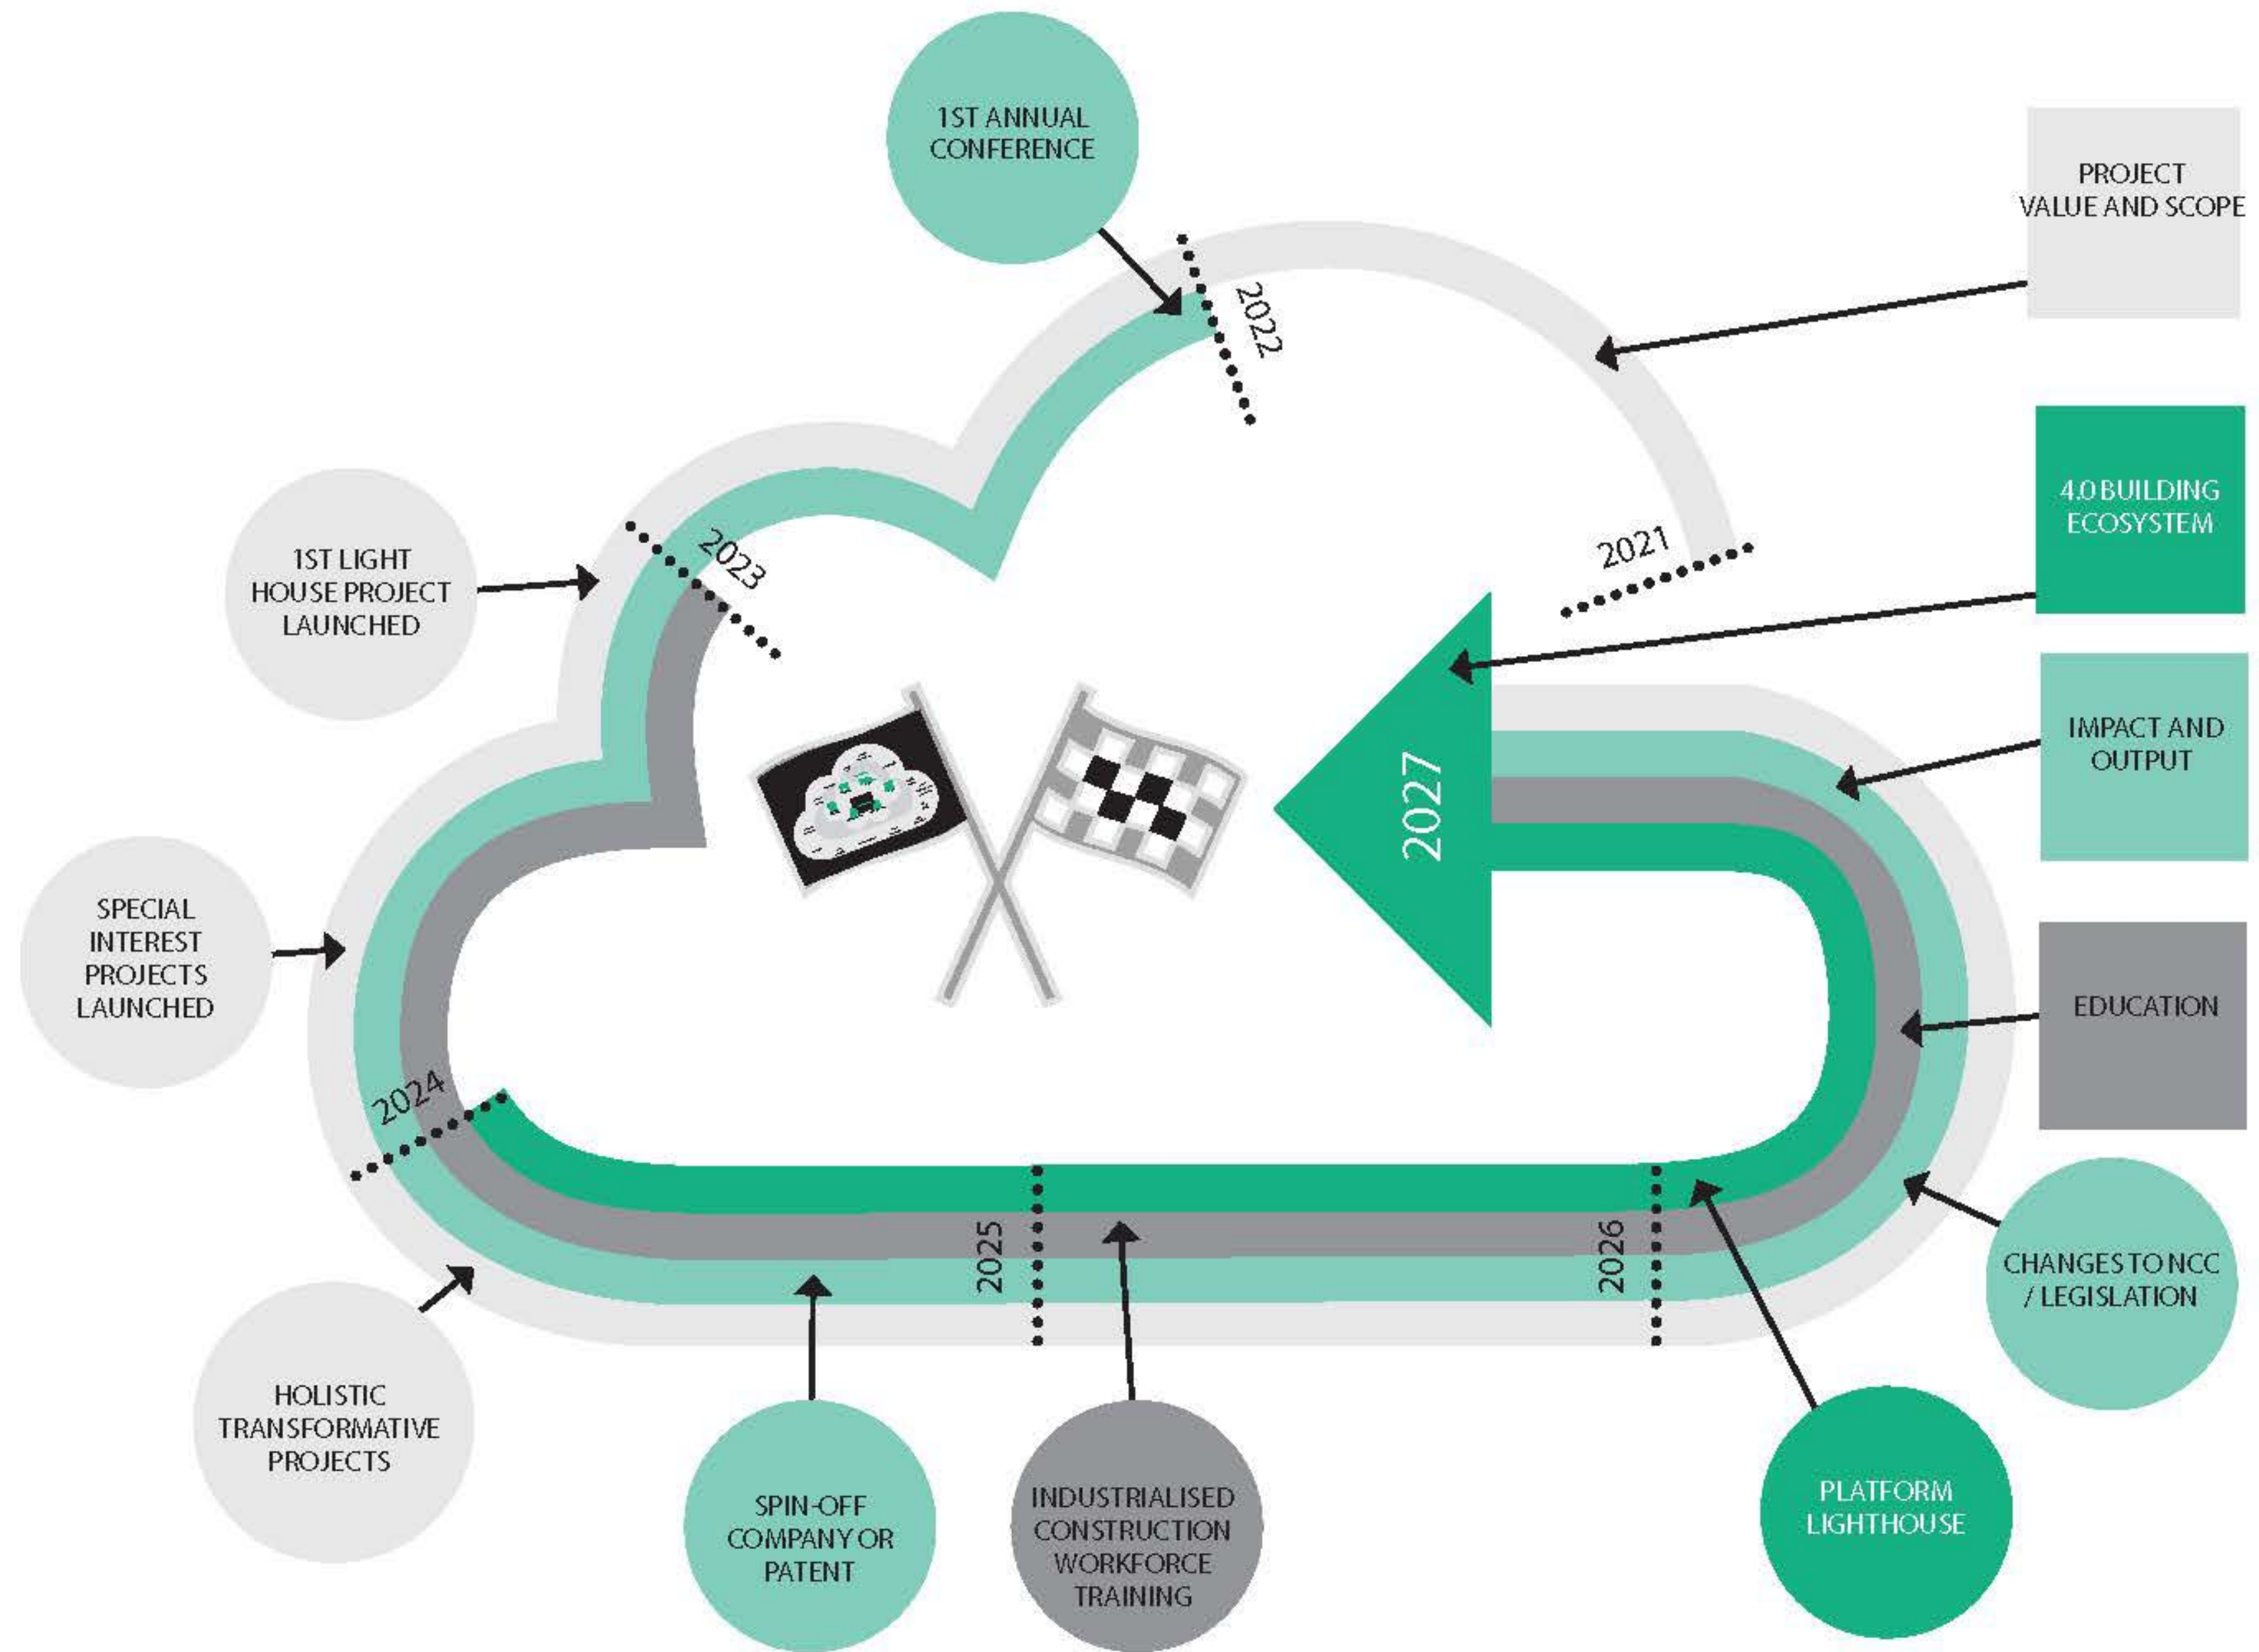 1ST ANNUAL
CONFERENCE
PROJECT
VALUE AND SCOPE
2022
4.0 BUILDING
ECOSYSTEM
2021
2023
1ST LIGHT
HOUSE PROJECT
LAUNCHED
IMPACT AND
OUTPUT
2027
SPECIAL
INTEREST
PROJECTS
LAUNCHED
EDUCATION
2024
2025
2026
CHANGES TO NCC
/ LEGISLATION
HOLISTIC
TRANSFORMATIVE
PROJECTS
SPIN-OFF
COMPANY OR
PATENT
INDUSTRIALISED
CONSTRUCTION
WORKFORCE
TRAINING
PLATFORM
LIGHTHOUSE